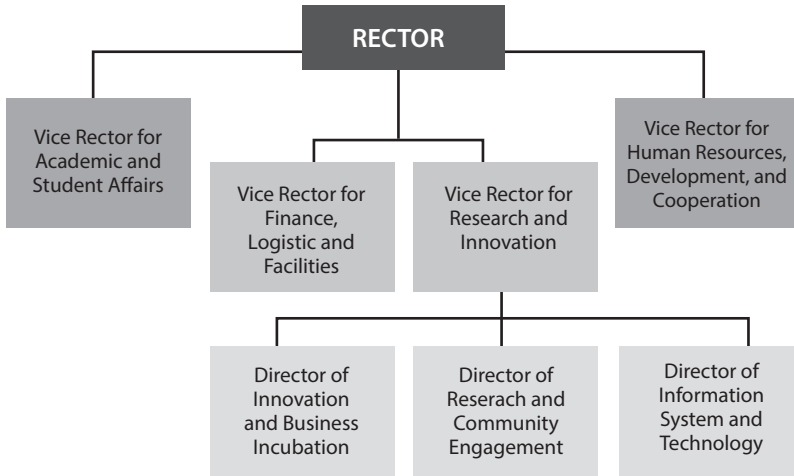 RECTOR
Vice Rector for
Academic and
Student Affairs
Vice Rector for
Human Resources,
Development, and
Cooperation
Vice Rector for
Finance,
Logistic and
Facilities
Vice Rector for
Research and
Innovation
Director of
Innovation
and Business
Incubation
Director of
Reserach and
Community
Engagement
Director of
Information
System and
Technology